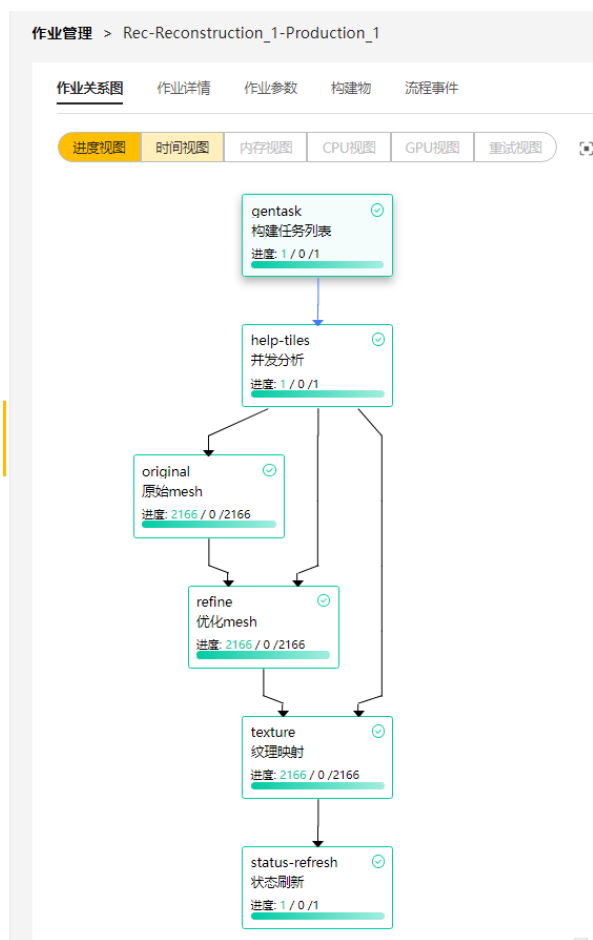 作业管理 > Rec-Reconstruction_1-Production_1
作业关系图 作业详情 作业参数 构建物 流程事件
进度视图 时间视图 内存视图 CPU视图 GPU视图 重试视图
gentask
构建任务列表
进度: 1 / 0 /1
help-tiles
并发分析
进度: 1 / 0 /1
original
原始mesh
进度: 2166 / 0 /2166
refine
优化mesh
进度: 2166 / 0 /2166
texture
纹理映射
进度: 2166 / 0 /2166
status-refresh
状态刷新
进度: 1 / 0 /1